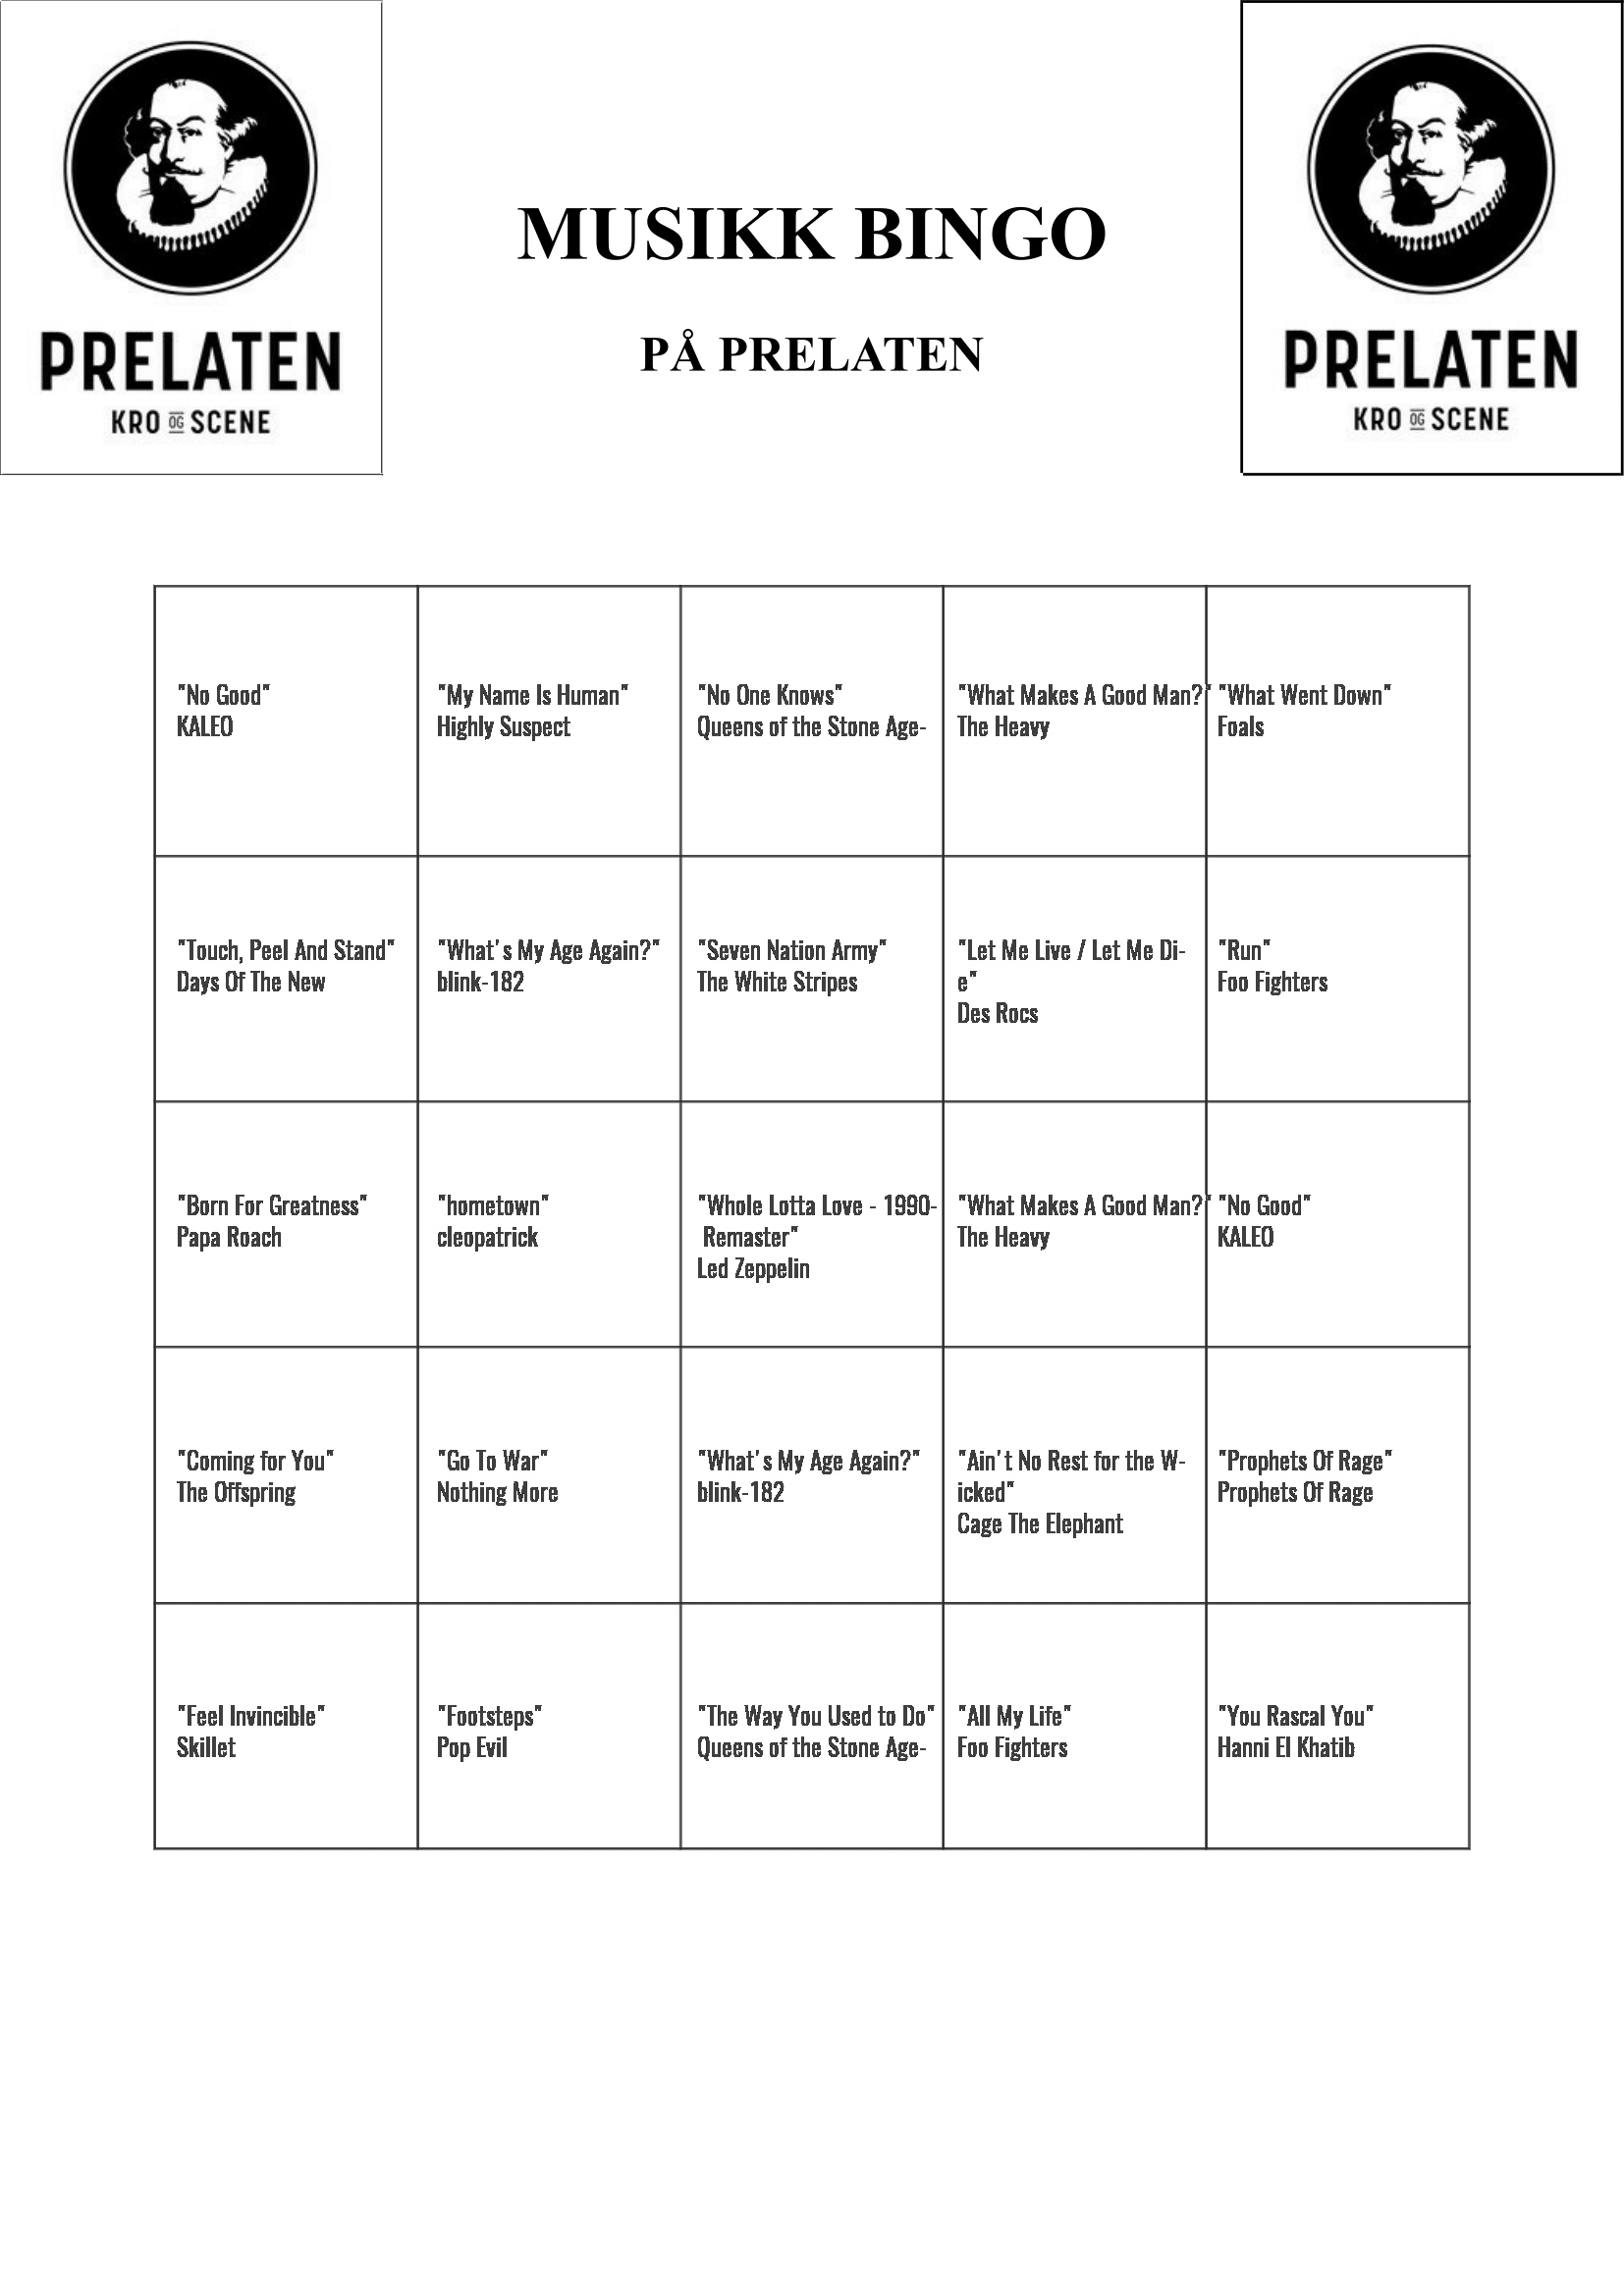 PRELATEN
KRO OG SCENE
MUSIKK BINGO
PÅ PRELATEN
PRELATEN
KRO OG SCENE
"No Good"
KALEO
"My Name Is Human"
Highly Suspect
"No One Knows"
Queens of the Stone Age-
"What Makes A Good Man?"
The Heavy
"What Went Down"
Foals
"Touch, Peel And Stand"
Days Of The New
"What's My Age Again?"
blink-182
"Seven Nation Army"
The White Stripes
"Let Me Live / Let Me Di-
e"
Des Rocs
"Run"
Foo Fighters
"Born For Greatness"
Papa Roach
"hometown"
cleopatrick
"Whole Lotta Love - 1990-
Remaster"
Led Zeppelin
"What Makes A Good Man?"
The Heavy
"No Good"
KALEO
"Coming for You"
The Offspring
"Go To War"
Nothing More
"What's My Age Again?"
blink-182
"Ain't No Rest for the W-
icked"
Cage The Elephant
"Prophets Of Rage"
Prophets Of Rage
"Feel Invincible"
Skillet
"Footsteps"
Pop Evil
"The Way You Used to Do"
Queens of the Stone Age-
"All My Life"
Foo Fighters
"You Rascal You"
Hanni El Khatib